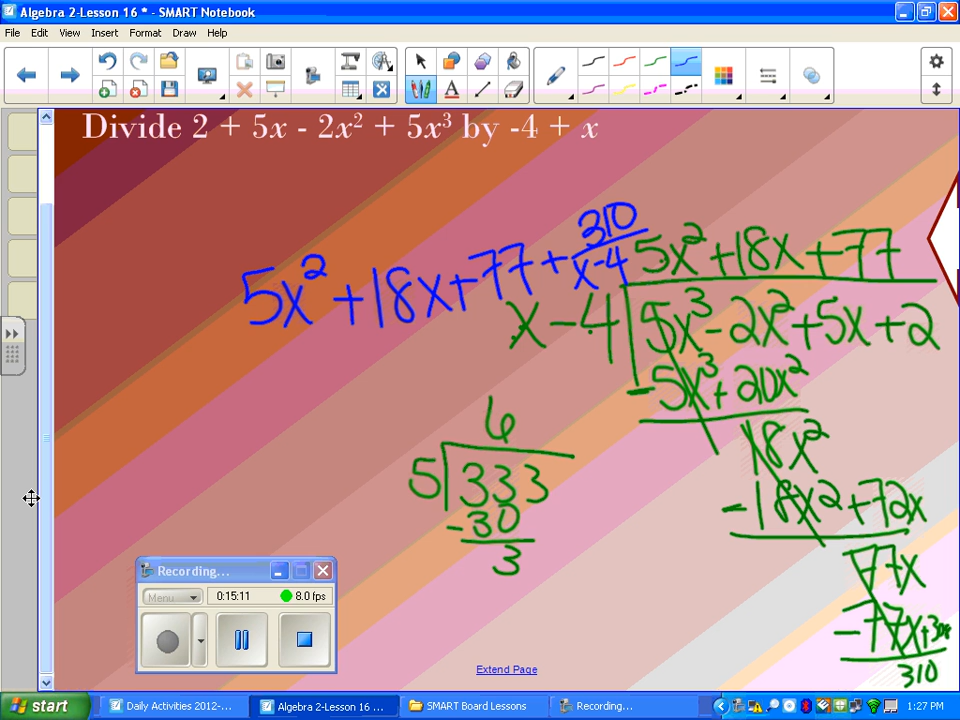 Algebra 2-Lesson 16 * - SMART Notebook
File Edit View Insert Format Draw Help
Divide 2 + 5x - 2x² + 5x³ by -4 + x
5x² + 18x + 77 + 310/(x - 4)
5x² + 18x + 77
x - 4 5x³ - 2x² + 5x + 2
- 5x³ + 20x²
18x²
- 18x² + 72x
77x
- 77x + 308
310
6
5 333
- 30
3
Recording...
Menu 0:15:11 8.0 fps
Extend Page
start Daily Activities 2012-... Algebra 2-Lesson 16 ... SMART Board Lessons Recording... 1:27 PM